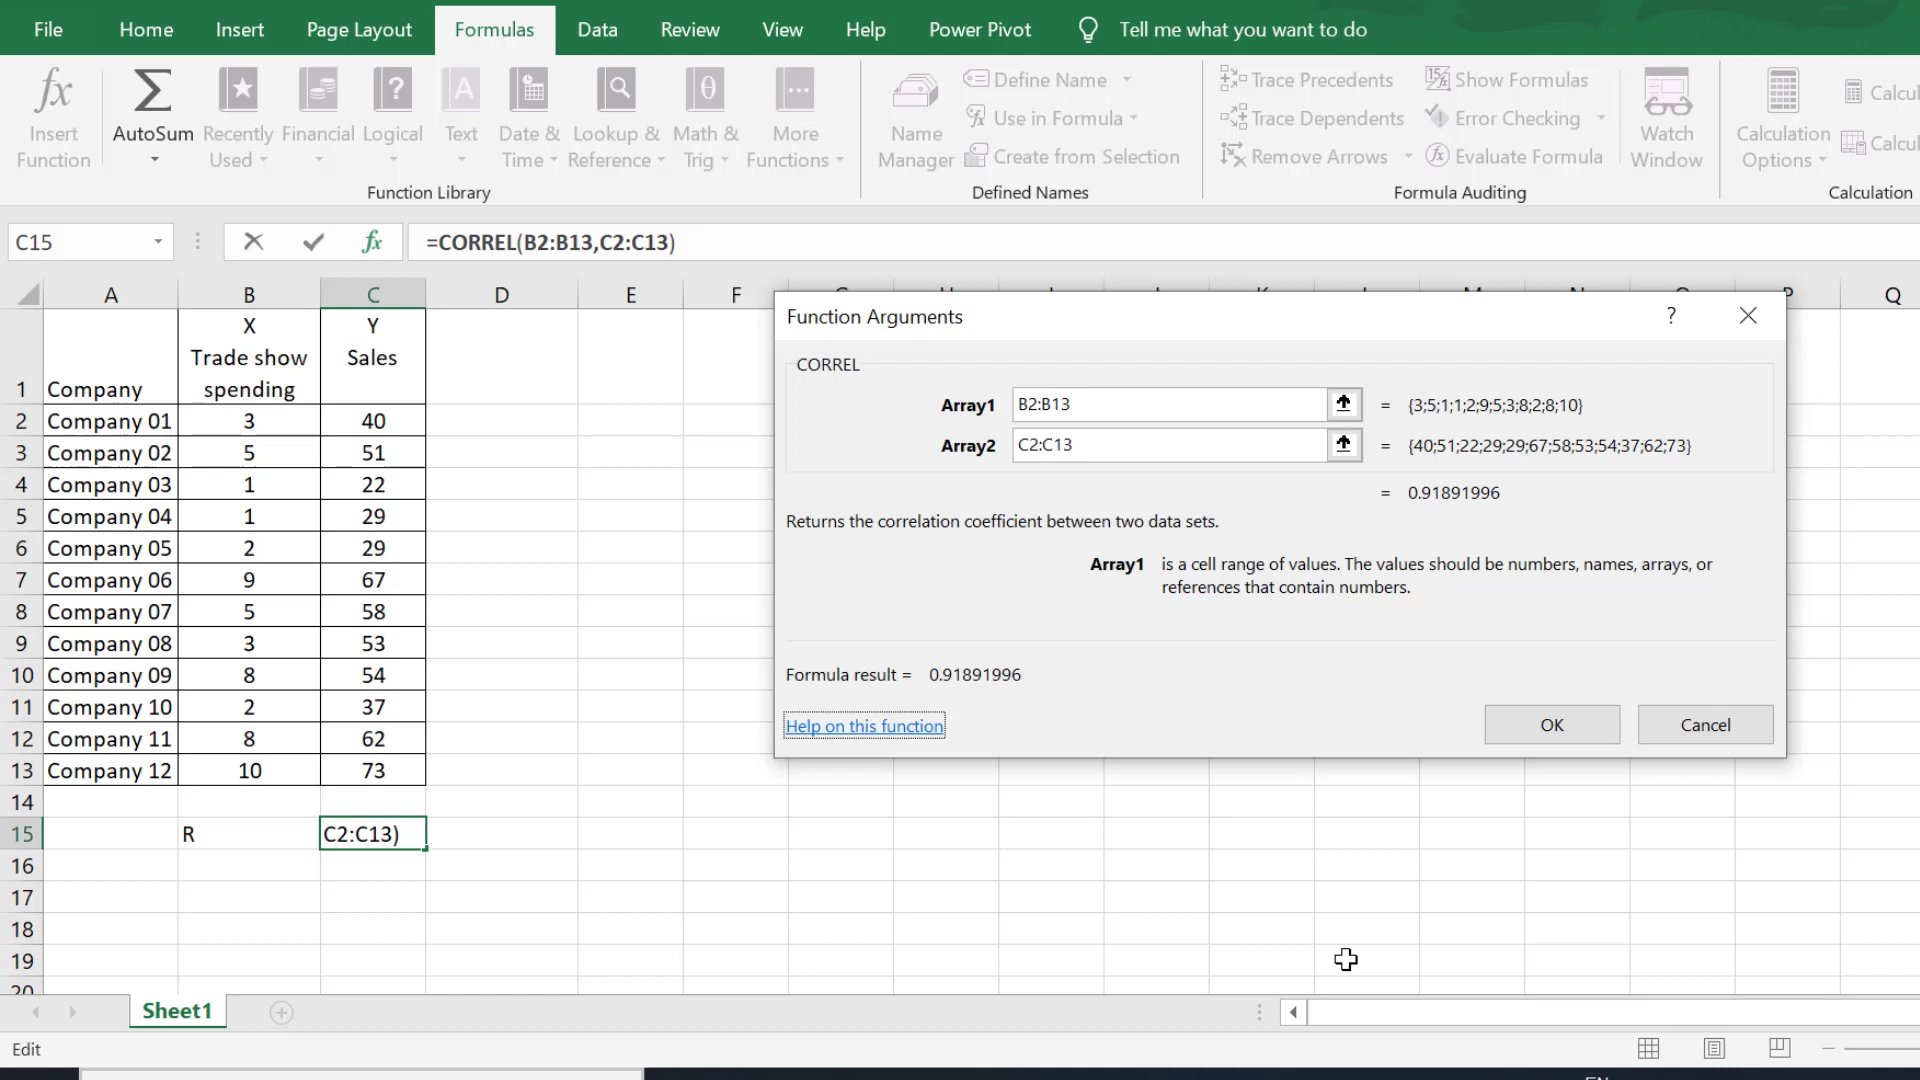 File Home Insert Page Layout Formulas Data Review View Help Power Pivot Tell me what you want to do
Insert Function
AutoSum
Recently Used
Financial
Logical
Text
Date & Time
Lookup & Reference
Math & Trig
More Functions
Function Library
Name Manager
Define Name
Use in Formula
Create from Selection
Defined Names
Trace Precedents
Trace Dependents
Remove Arrows
Show Formulas
Error Checking
Evaluate Formula
Formula Auditing
Watch Window
Calculation Options
Calcul
Calcul
Calculation
C15 fx =CORREL(B2:B13,C2:C13)
A B C D E F P Q
1 Company X Trade show spending Y Sales
2 Company 01 3 40
3 Company 02 5 51
4 Company 03 1 22
5 Company 04 1 29
6 Company 05 2 29
7 Company 06 9 67
8 Company 07 5 58
9 Company 08 3 53
10 Company 09 8 54
11 Company 10 2 37
12 Company 11 8 62
13 Company 12 10 73
14
15 R C2:C13)
16
17
18
19
20
Function Arguments ?
CORREL
Array1 B2:B13 = {3;5;1;1;2;9;5;3;8;2;8;10}
Array2 C2:C13 = {40;51;22;29;29;67;58;53;54;37;62;73}
= 0.91891996
Returns the correlation coefficient between two data sets.
Array1 is a cell range of values. The values should be numbers, names, arrays, or
references that contain numbers.
Formula result = 0.91891996
Help on this function
OK Cancel
Sheet1
Edit